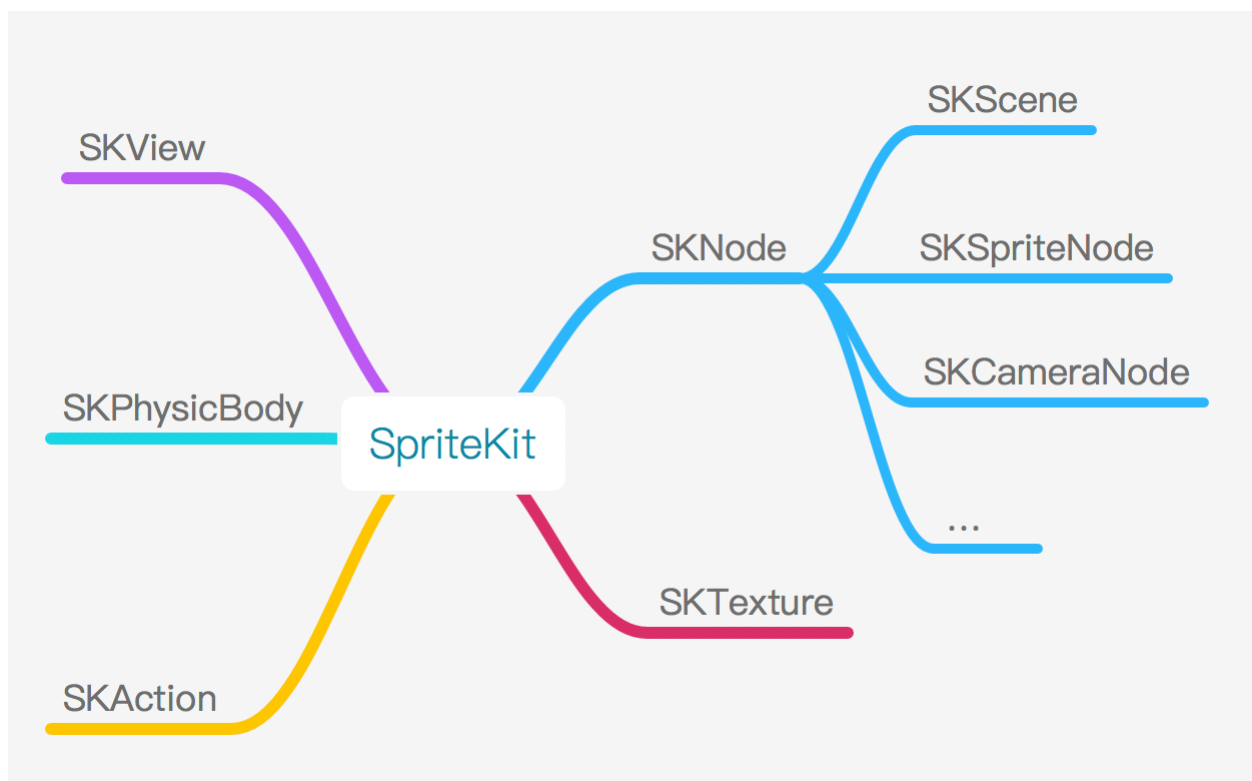 SKView
SKPhysicBody
SKAction
SpriteKit
SKNode
SKScene
SKSpriteNode
SKCameraNode
...
SKTexture